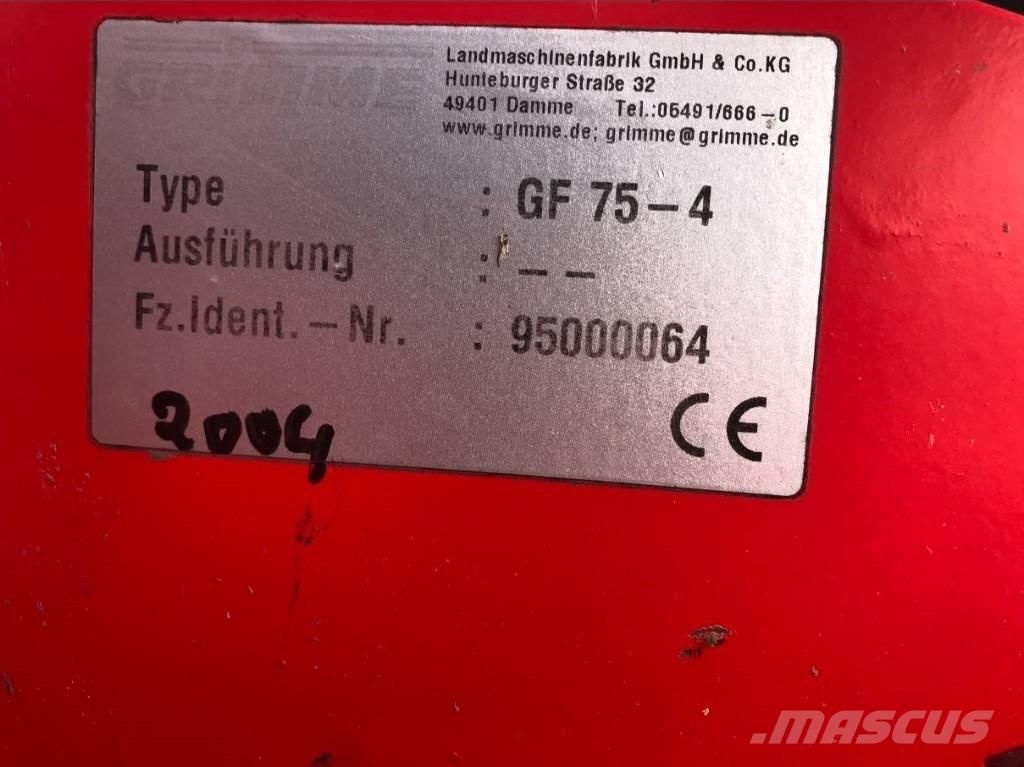 GRIMME
Landmaschinenfabrik GmbH & Co.KG
Hunteburger Straße 32
49401 Damme Tel.:05491/666-0
www.grimme.de; grimme@grimme.de
Type : GF 75-4
Ausführung : - -
Fz.Ident.-Nr. : 95000064
2004
CE
.MASCUS